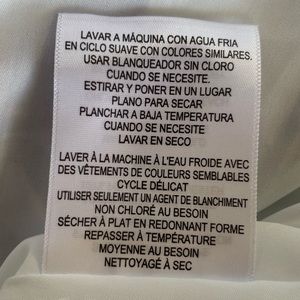 LAVAR A MÁQUINA CON AGUA FRIA
EN CICLO SUAVE CON COLORES SIMILARES.
USAR BLANQUEADOR SIN CLORO
CUANDO SE NECESITE.
ESTIRAR Y PONER EN UN LUGAR
PLANO PARA SECAR
PLANCHAR A BAJA TEMPERATURA
CUANDO SE NECESITE
LAVAR EN SECO
LAVER À LA MACHINE À L'EAU FROIDE AVEC
DES VÊTEMENTS DE COULEURS SEMBLABLES
CYCLE DÉLICAT
UTILISER SEULEMENT UN AGENT DE BLANCHIMENT
NON CHLORÉ AU BESOIN
SÉCHER À PLAT EN REDONNANT FORME
REPASSER À TEMPÉRATURE
MOYENNE AU BESOIN
NETTOYAGE À SEC